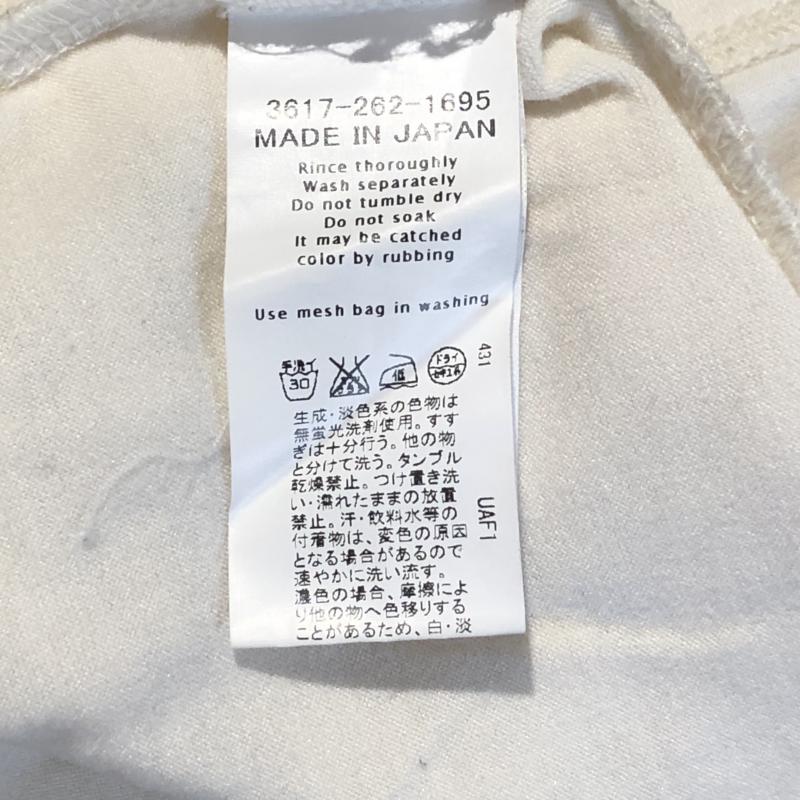 3617-262-1695
MADE IN JAPAN
Rince thoroughly
Wash separately
Do not tumble dry
Do not soak
It may be catched
color by rubbing
Use mesh bag in washing
431
手洗イ
30
低
ドライ
セキユ系
生成・淡色系の色物は
無蛍光洗剤使用。すす
ぎは十分行う。他の物
と分けて洗う。タンブル
乾燥禁止。つけ置き洗
い・濡れたままの放置
禁止。汗・飲料水等の
付着物は、変色の原因
となる場合があるので
速やかに洗い流す。
濃色の場合、摩擦によ
り他の物へ色移りする
ことがあるため、白・淡
UAF1